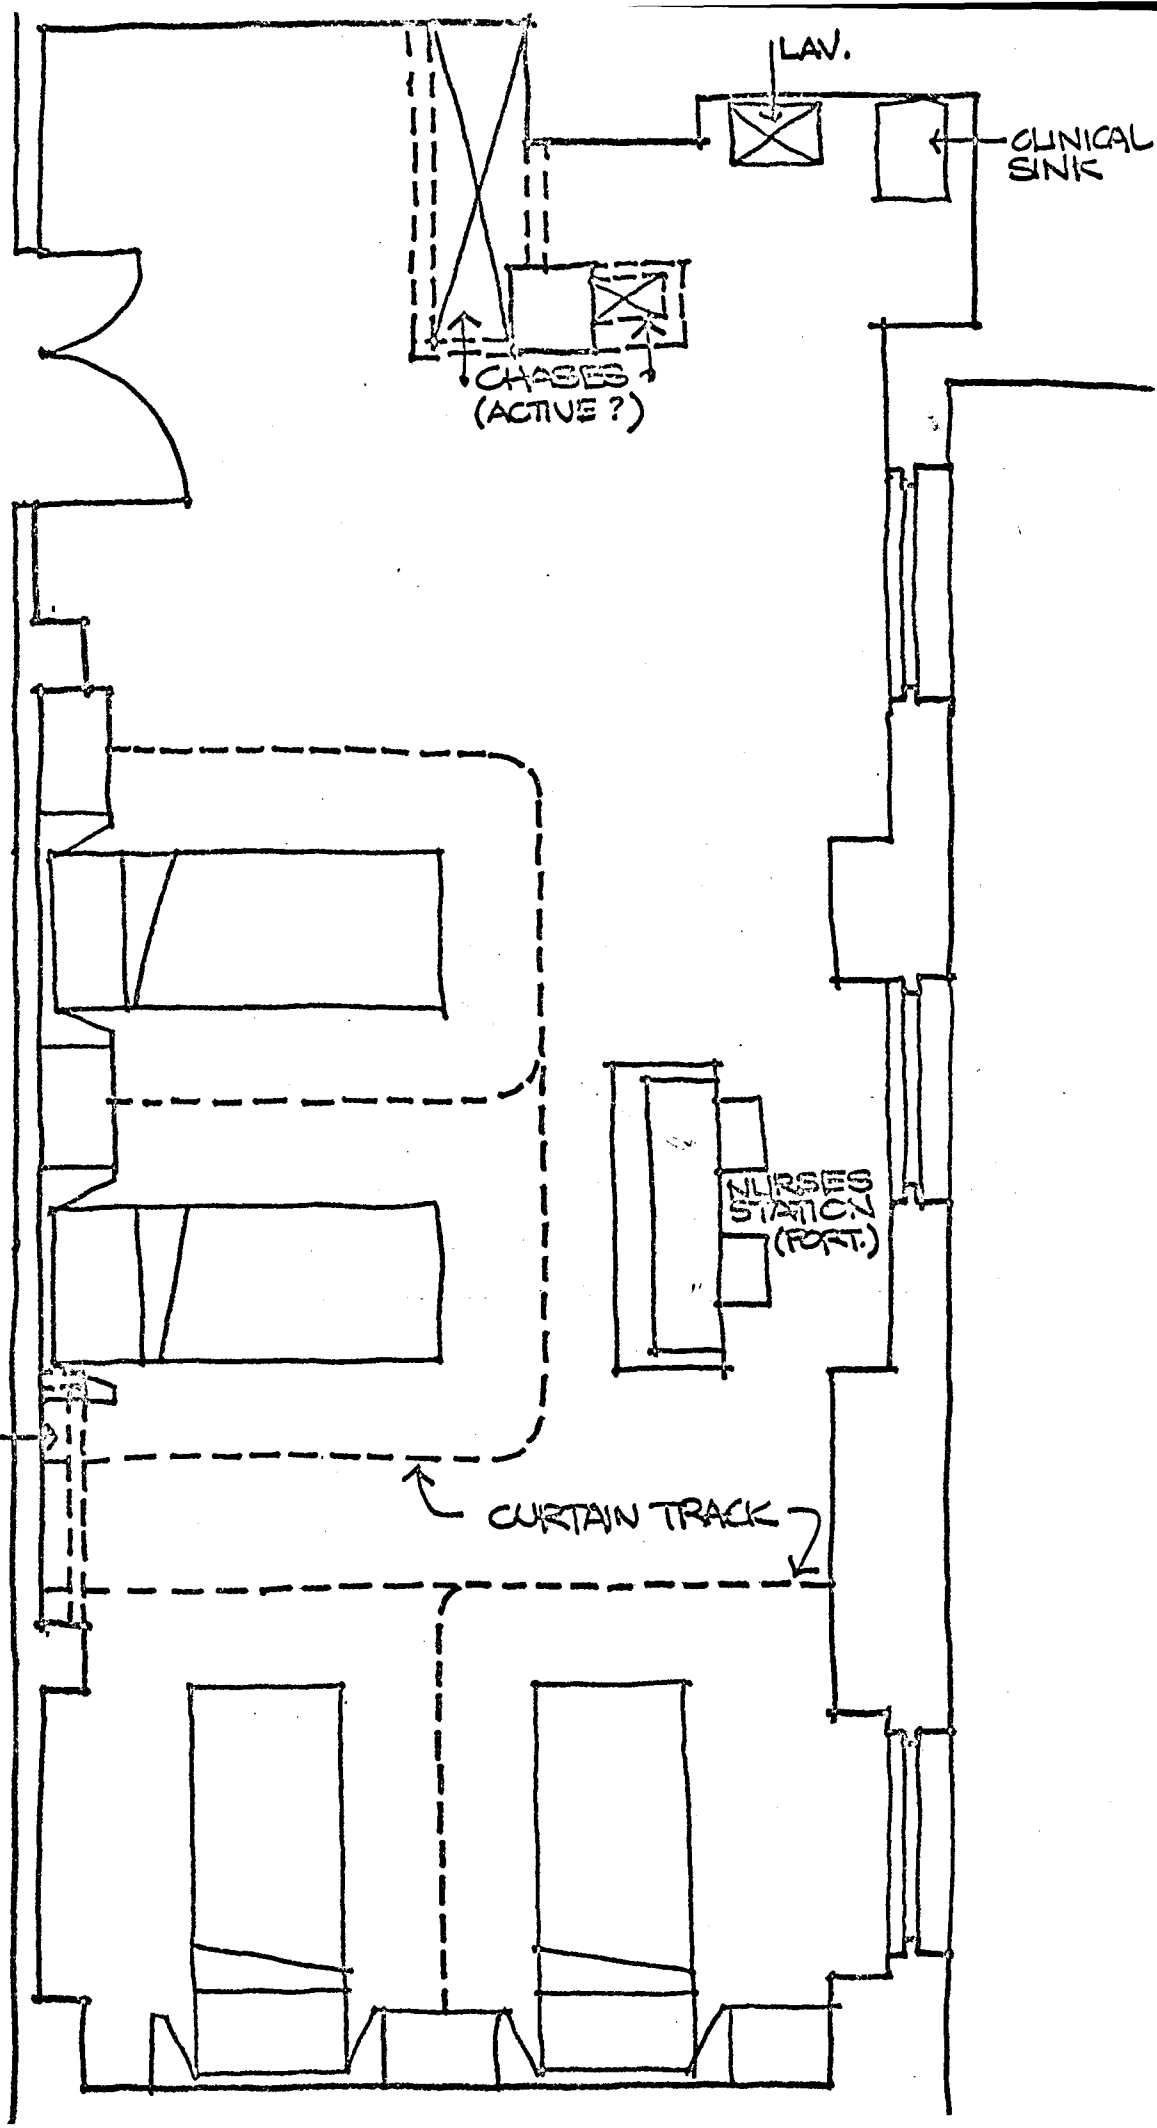 LAV.
CLINICAL
SINK
CHASES
(ACTIVE ?)
NURSES
STATION
(PORT.)
CURTAIN TRACK